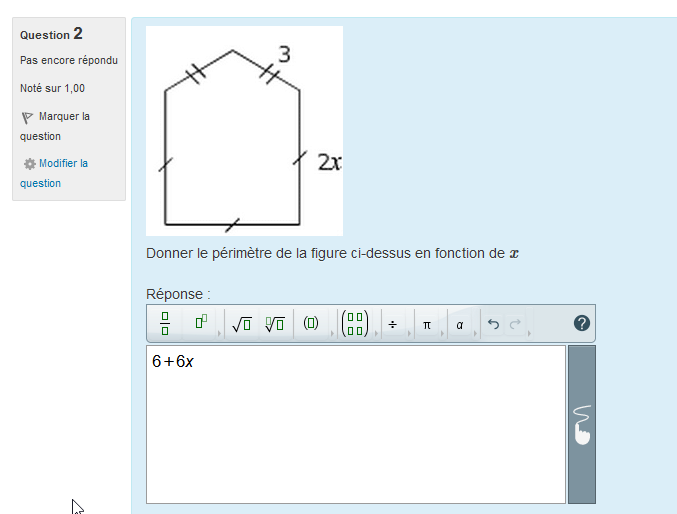 Question 2
Pas encore répondu
Noté sur 1,00
Marquer la
question
Modifier la
question
3
2x
Donner le périmètre de la figure ci-dessus en fonction de x
Réponse :
(▯) ÷ π α ?
6+6x